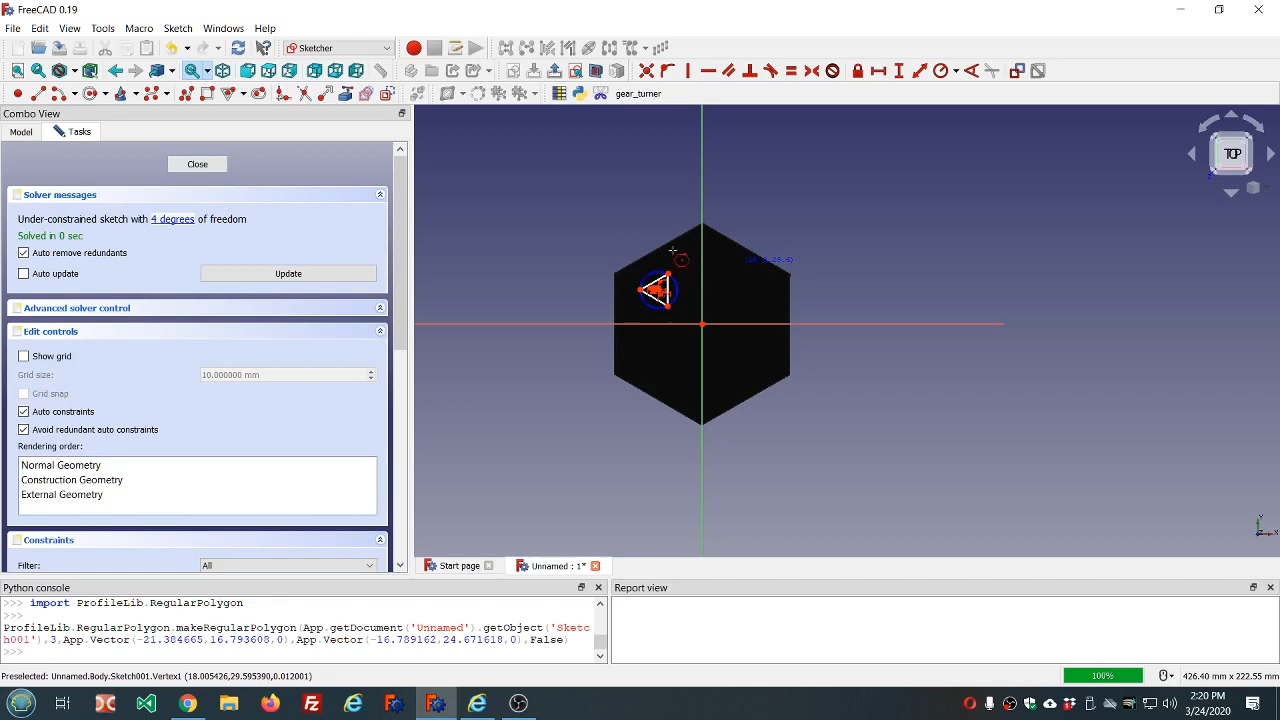 FreeCAD 0.19
File Edit View Tools Macro Sketch Windows Help
Sketcher
gear_turner
Combo View
Model Tasks
Close
Solver messages
Under-constrained sketch with 4 degrees of freedom
Solved in 0 sec
Auto remove redundants
Auto update Update
Advanced solver control
Edit controls
Show grid
Grid size: 10.000000 mm
Grid snap
Auto constraints
Avoid redundant auto constraints
Rendering order:
Normal Geometry
Construction Geometry
External Geometry
Constraints
Filter: All
TOP
Start page Unnamed : 1*
Python console
>>> import ProfileLib.RegularPolygon
>>>
ProfileLib.RegularPolygon.makeRegularPolygon(App.getDocument('Unnamed').getObject('Sketc
h001'),3,App.Vector(-21.384665,16.793608,0),App.Vector(-16.789162,24.671618,0),False)
>>>
Report view
Preselected: Unnamed.Body.Sketch001.Vertex1 (18.005426,29.595390,0.012001)
100%
426.40 mm x 222.55 mm
2:20 PM
3/24/2020